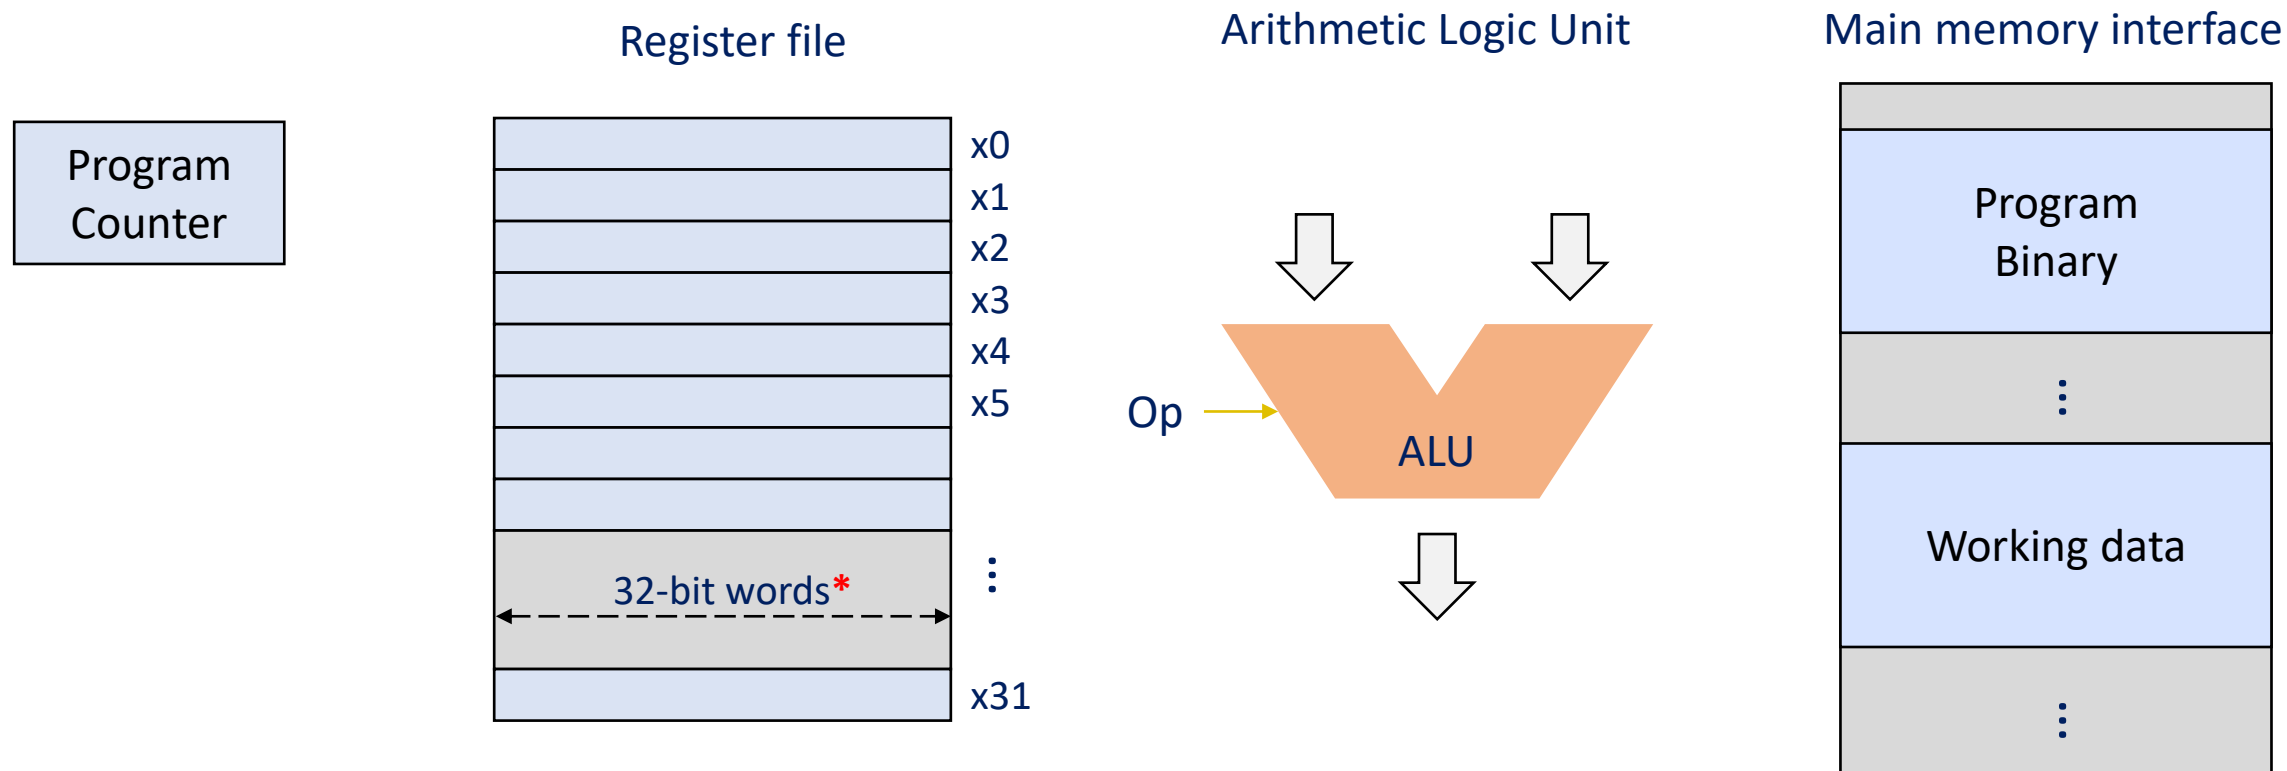 Register file
Arithmetic Logic Unit
Main memory interface
Program
Counter
x0
x1
x2
x3
x4
x5
⋮
x31
32-bit words*
Op
ALU
Program
Binary
⋮
Working data
⋮